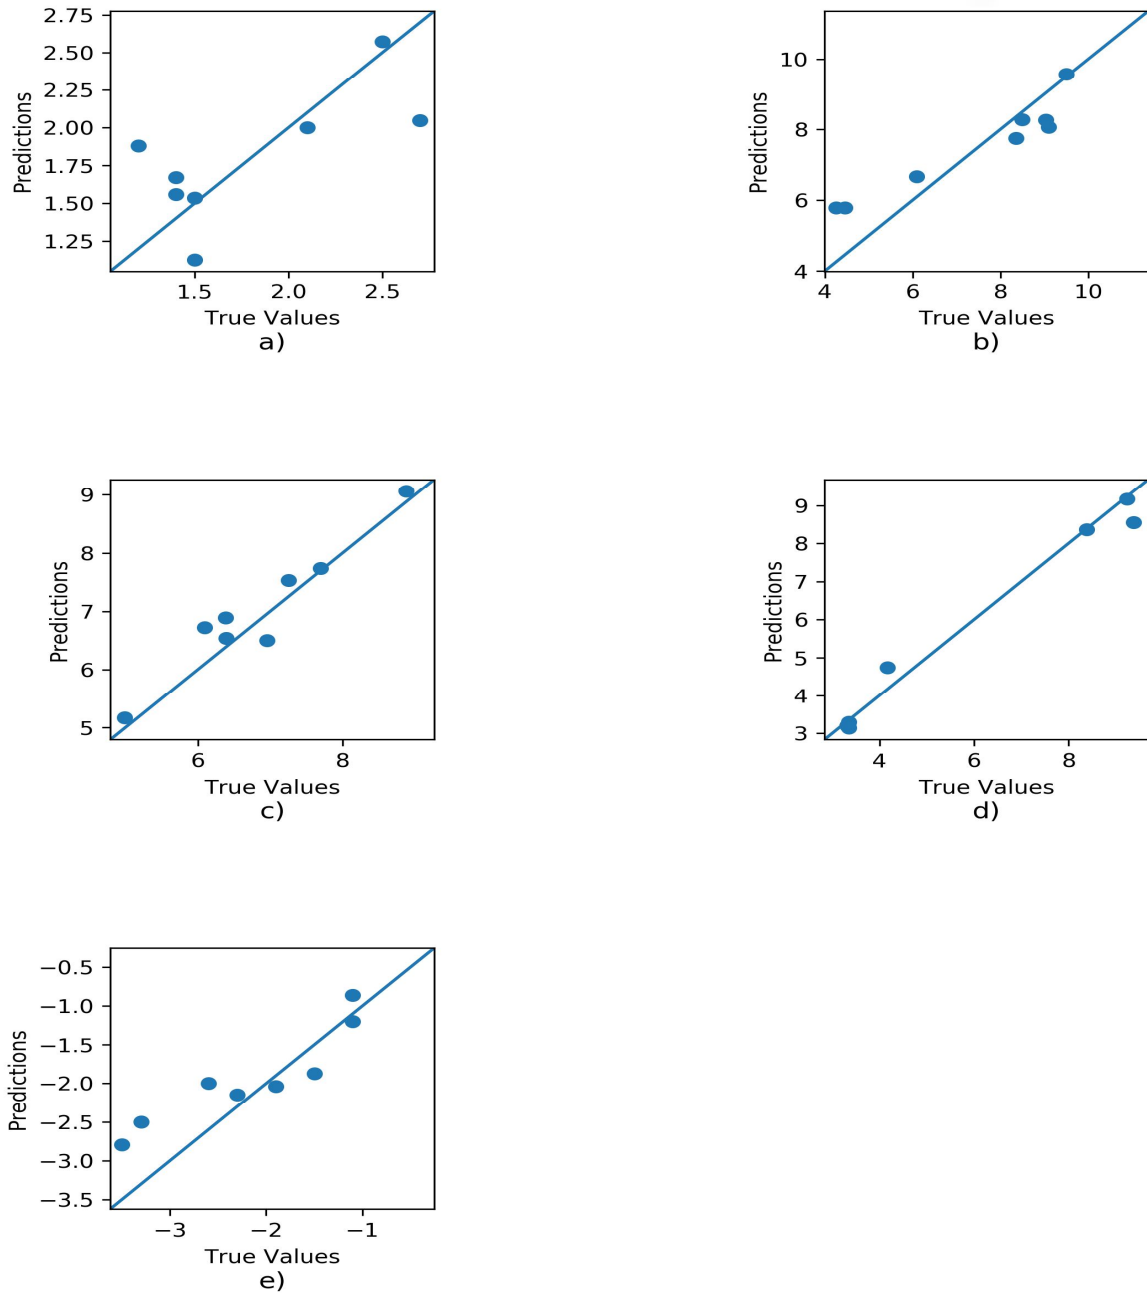 2.75
2.50
2.25
2.00
1.75
1.50
1.25
Predictions
1.5 2.0 2.5
True Values
a)
10
8
6
4
Predictions
4 6 8 10
True Values
b)
9
8
7
6
5
Predictions
6 8
True Values
c)
9
8
7
6
5
4
3
Predictions
4 6 8
True Values
d)
−0.5
−1.0
−1.5
−2.0
−2.5
−3.0
−3.5
Predictions
−3 −2 −1
True Values
e)